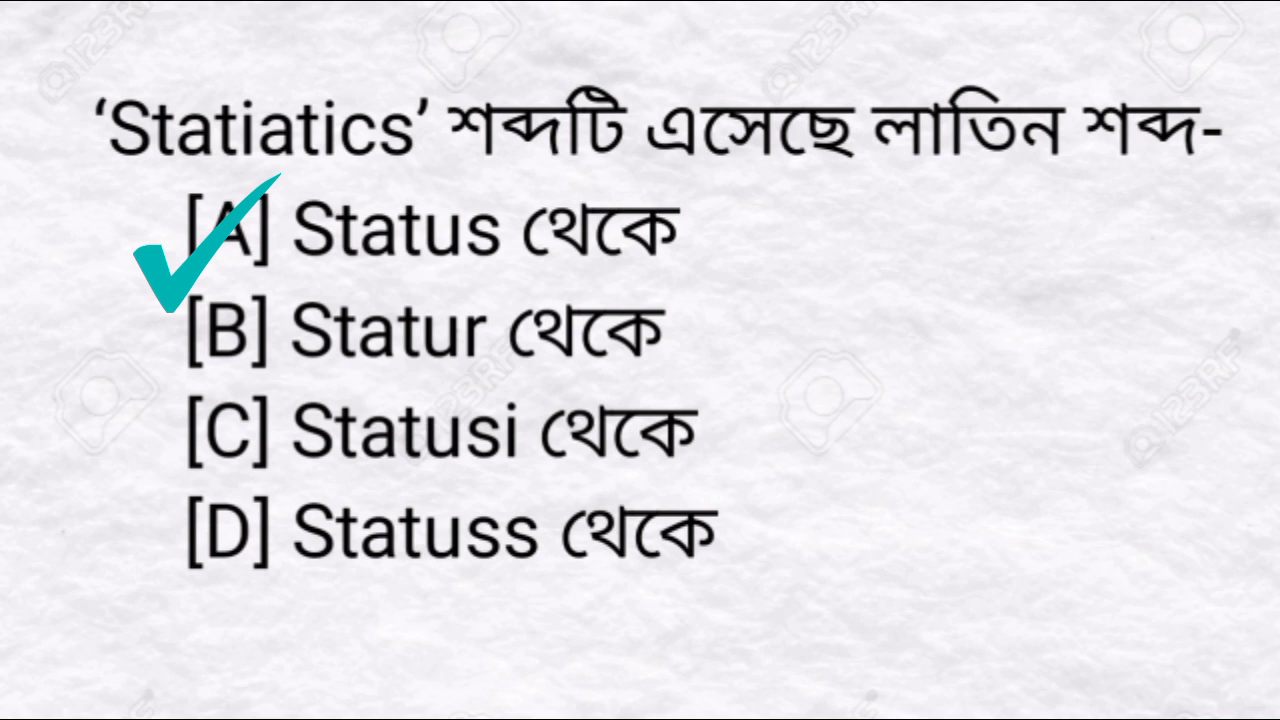 ‘Statiatics’ শব্দটি এসেছে লাতিন শব্দ-
[A] Status থেকে
[B] Statur থেকে
[C] Statusi থেকে
[D] Statuss থেকে